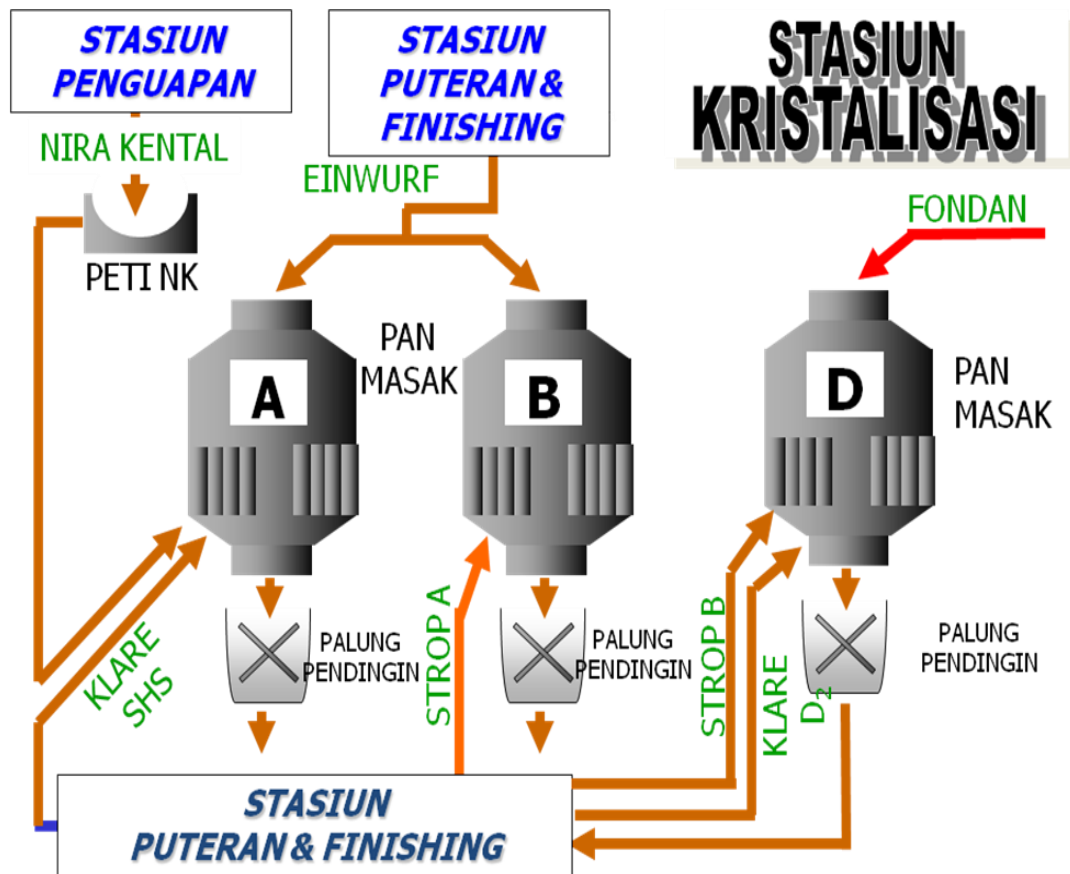 STASIUN
PENGUAPAN
STASIUN
PUTERAN &
FINISHING
STASIUN
KRISTALISASI
NIRA KENTAL
EINWURF
FONDAN
PETI NK
PAN
MASAK
A
B
D
PAN
MASAK
KLARE
SHS
PALUNG
PENDINGIN
STROP A
PALUNG
PENDINGIN
STROP B
KLARE
D2
PALUNG
PENDINGIN
STASIUN
PUTERAN & FINISHING